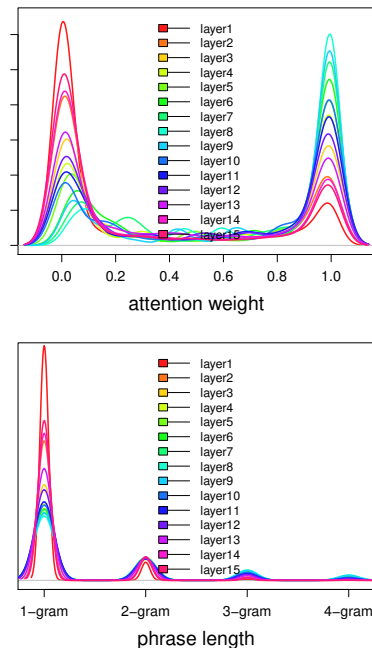 layer1
layer2
layer3
layer4
layer5
layer6
layer7
layer8
layer9
layer10
layer11
layer12
layer13
layer14
layer15
0.0 0.2 0.4 0.6 0.8 1.0
attention weight
layer1
layer2
layer3
layer4
layer5
layer6
layer7
layer8
layer9
layer10
layer11
layer12
layer13
layer14
layer15
1−gram 2−gram 3−gram 4−gram
phrase length